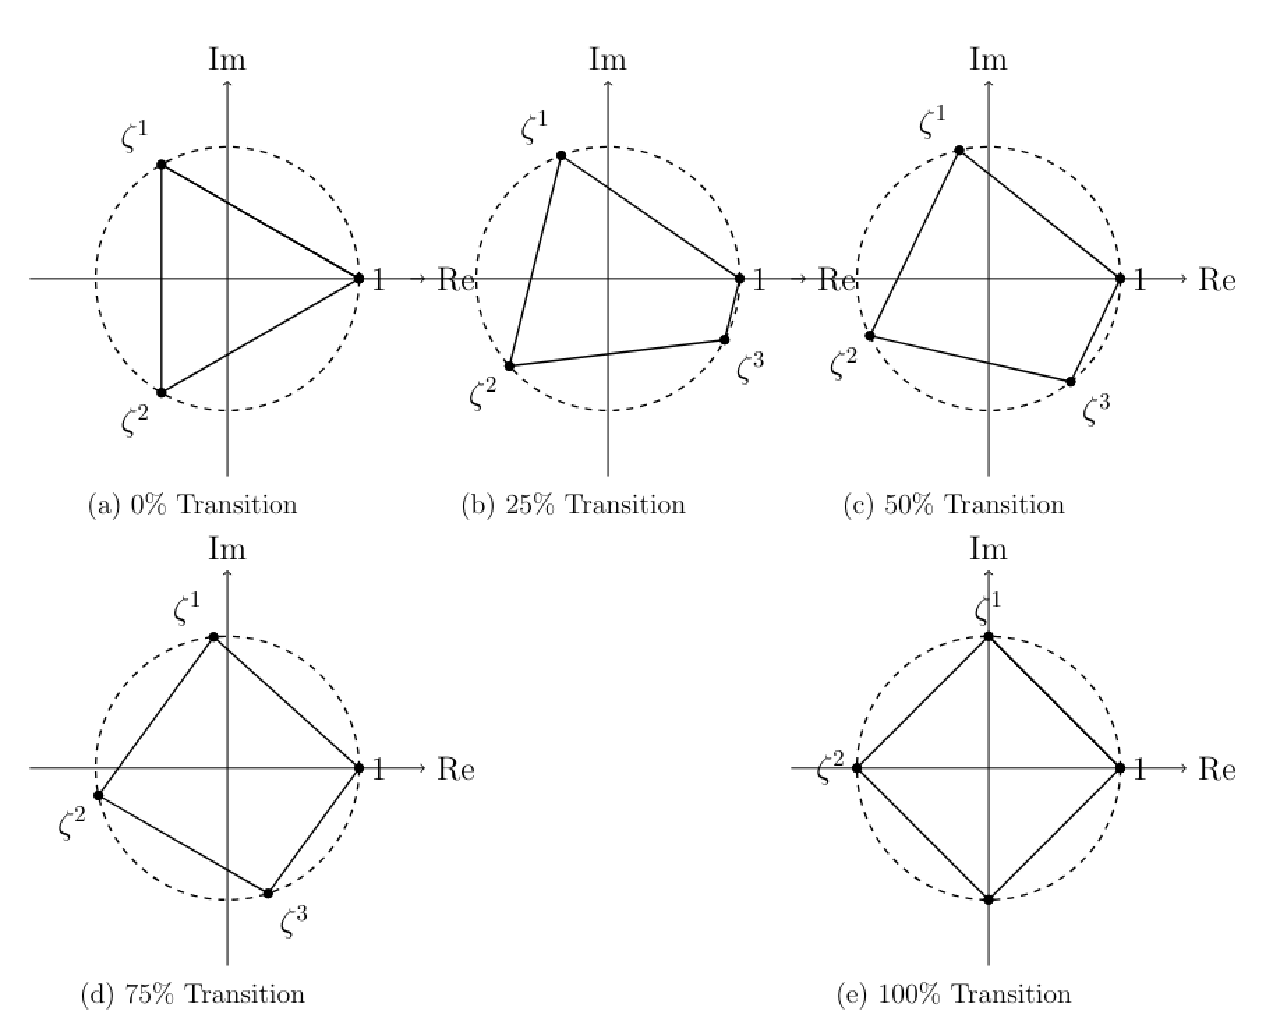 Im Im Im
ζ¹ ζ¹ ζ¹
1 Re 1 Re 1 Re
ζ² ζ² ζ³ ζ² ζ³
(a) 0% Transition (b) 25% Transition (c) 50% Transition
Im Im
ζ¹ ζ¹
1 Re ζ² 1 Re
ζ²
ζ³
(d) 75% Transition (e) 100% Transition